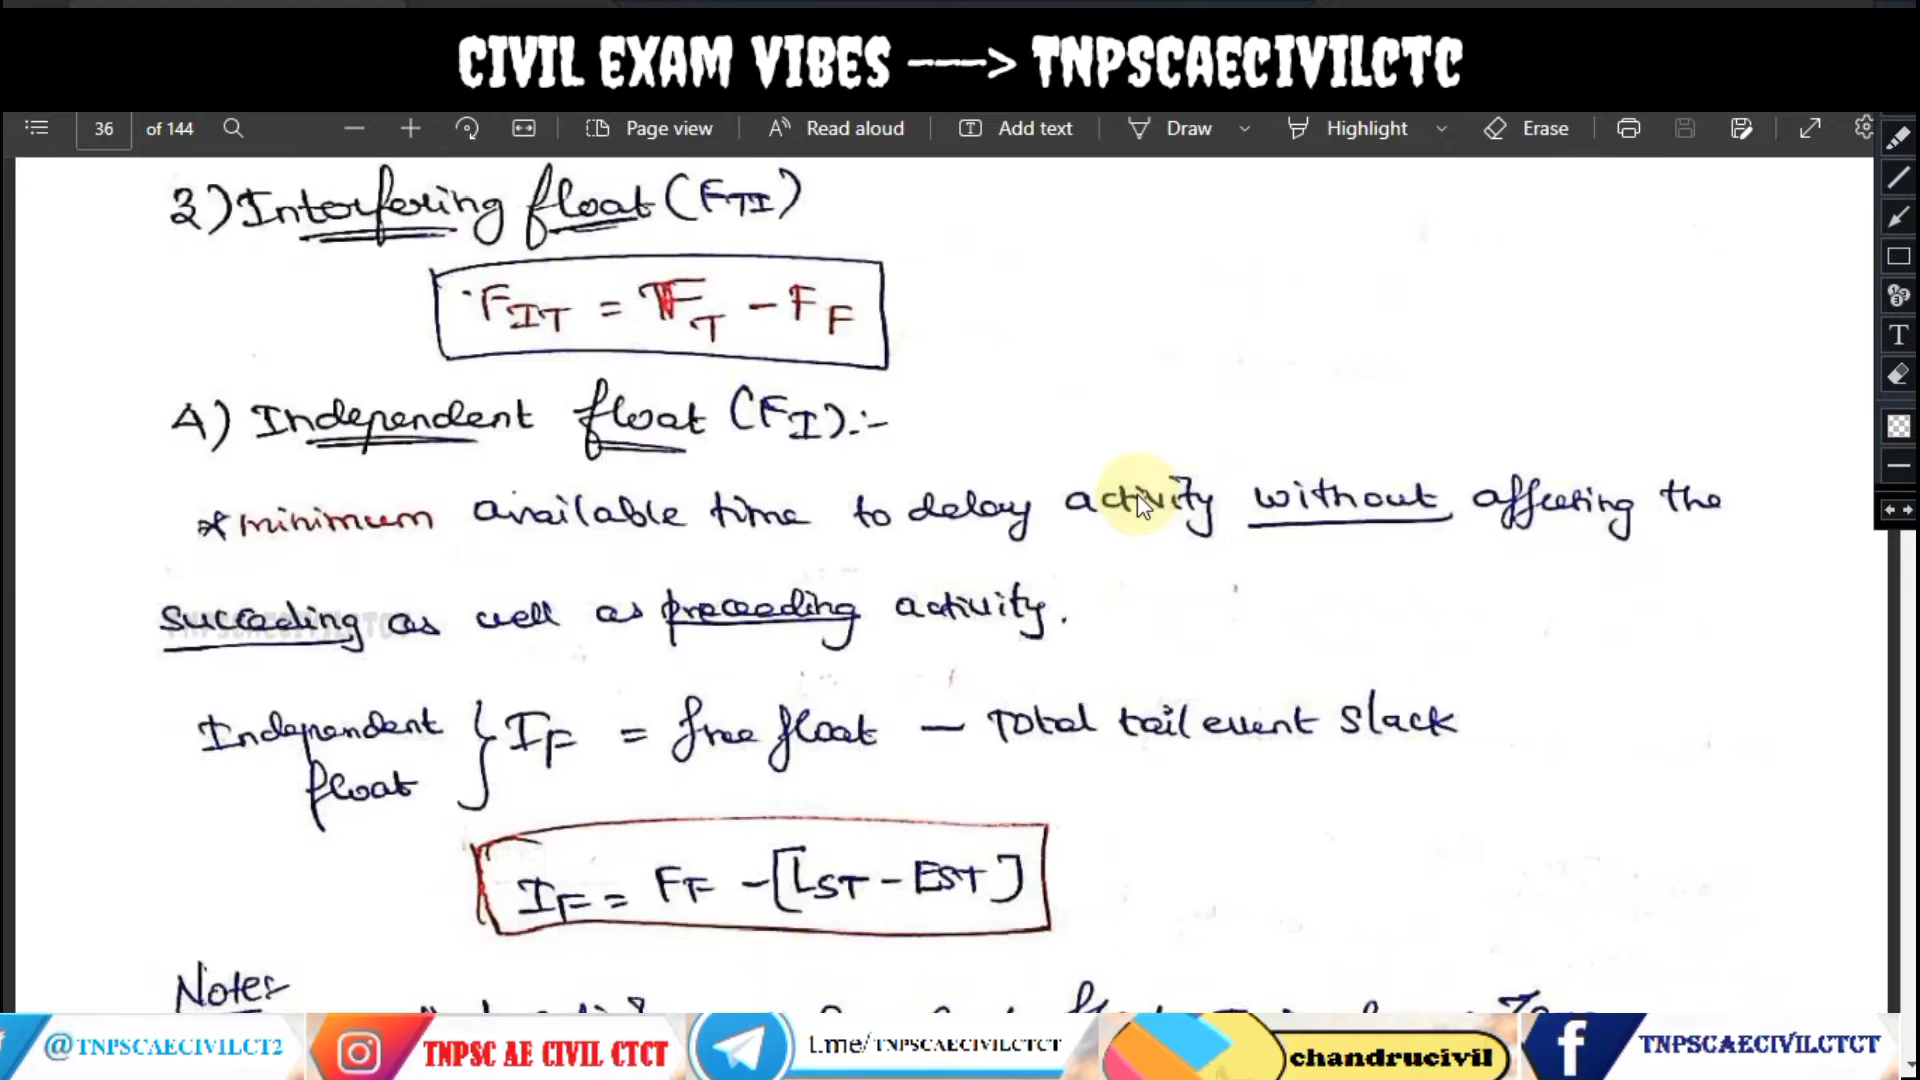 CIVIL EXAM VIBES ---> TNPSCAECIVILCTC
36 of 144 Page view Read aloud Add text Draw Highlight Erase
3) Interfering float (FTI)
FIT = FT - FF
4) Independent float (FI):-
* minimum available time to delay activity without affecting the
succeeding as well as preceeding activity.
Independent float } IF = free float - Total tail event slack
IF = FF - [LST - EST]
Note:-
@TNPSCAECIVILCT2 TNPSC AE CIVIL CTCT t.me/TNPSCAECIVILCTCT chandrucivil TNPSCAECIVILCTCT